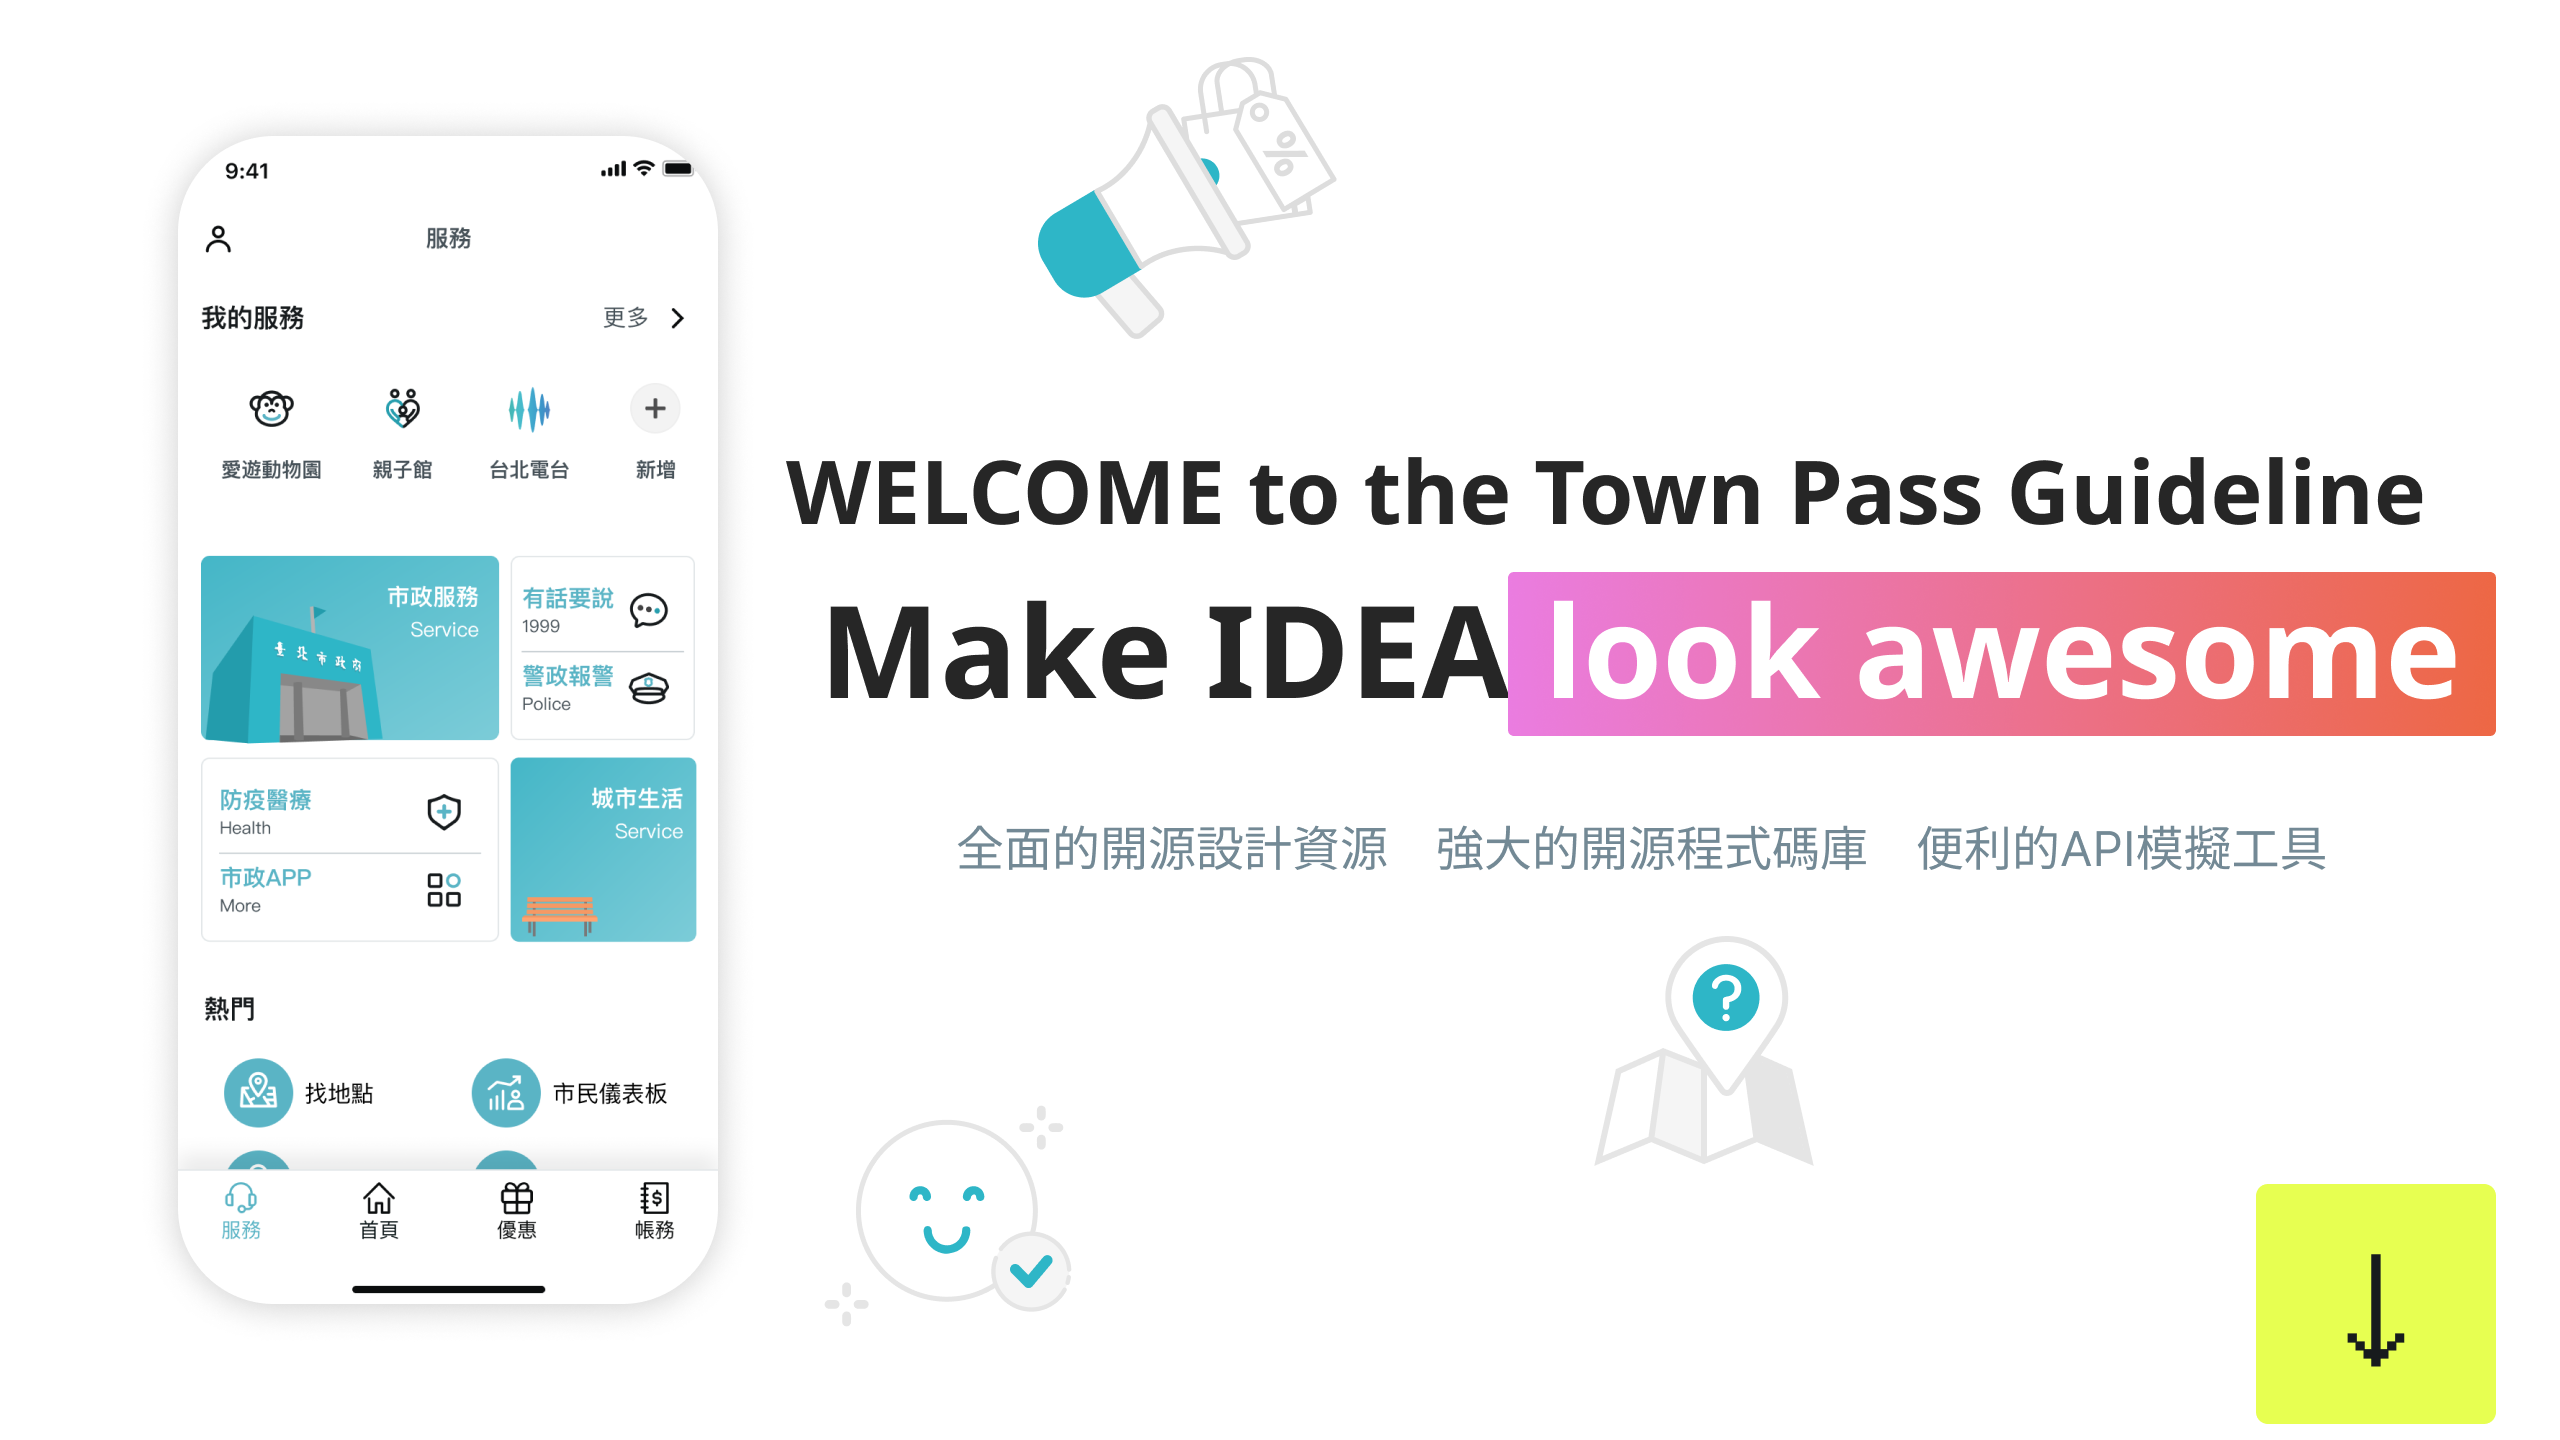 9:41
服務
我的服務
更多
愛遊動物園
親子館
台北電台
新增
市政服務
Service
臺北市政府
有話要說
1999
警政報警
Police
防疫醫療
Health
市政APP
More
城市生活
Service
熱門
找地點
市民儀表板
服務
首頁
優惠
帳務
%
WELCOME to the Town Pass Guideline
Make IDEA look awesome
全面的開源設計資源 強大的開源程式碼庫 便利的API模擬工具
?